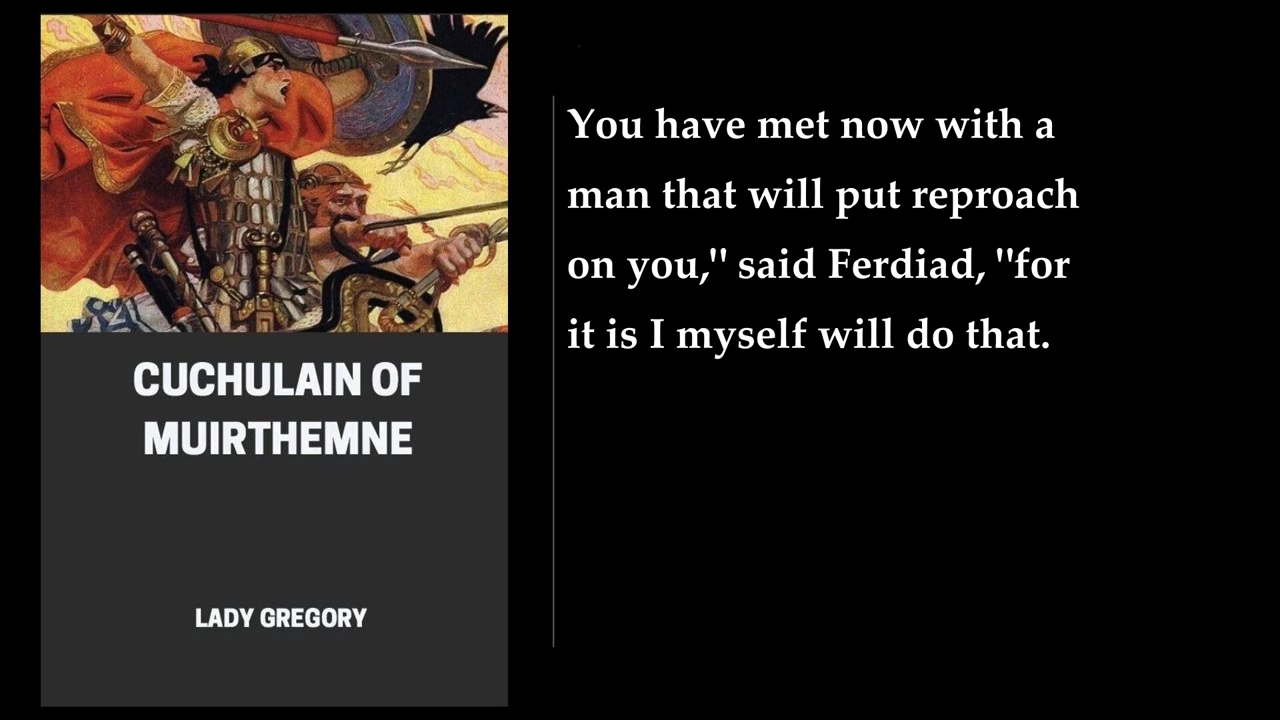 CUCHULAIN OF
MUIRTHEMNE
LADY GREGORY
You have met now with a
man that will put reproach
on you," said Ferdiad, "for
it is I myself will do that.